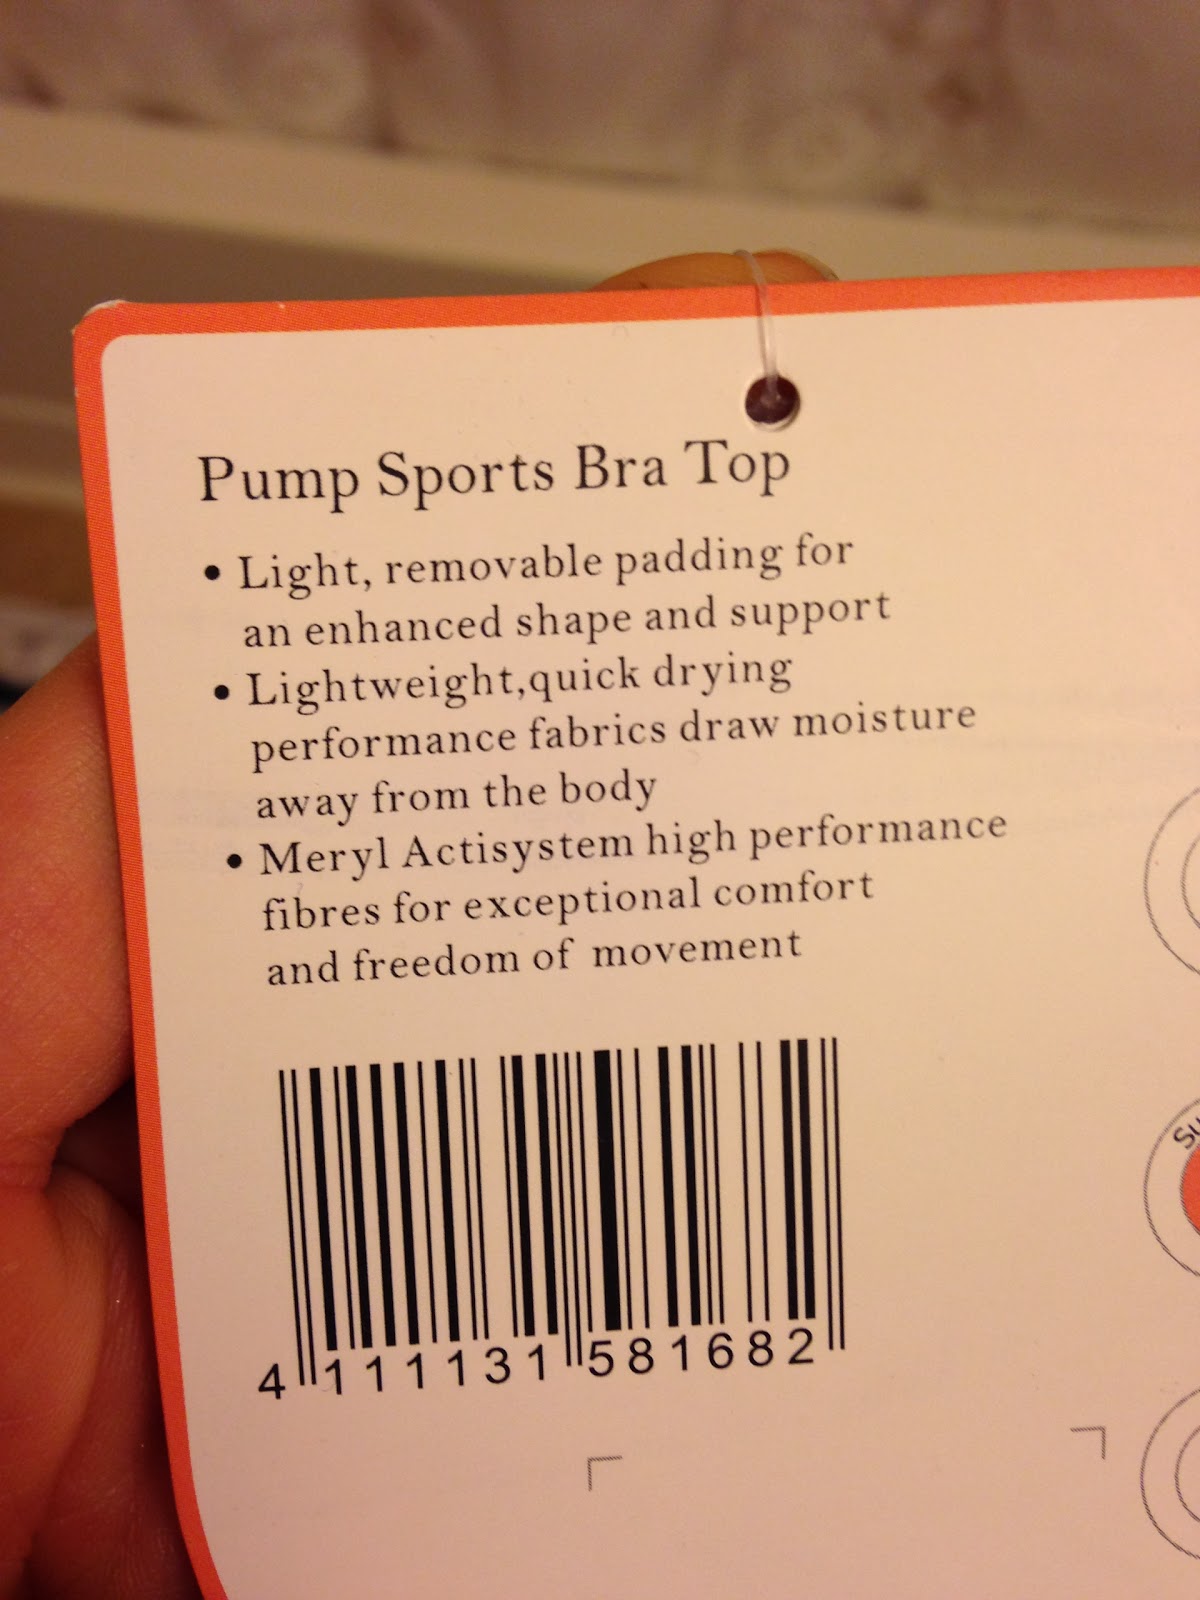 Pump Sports Bra Top
• Light, removable padding for
an enhanced shape and support
• Lightweight,quick drying
performance fabrics draw moisture
away from the body
• Meryl Actisystem high performance
fibres for exceptional comfort
and freedom of movement
4 111131 581682